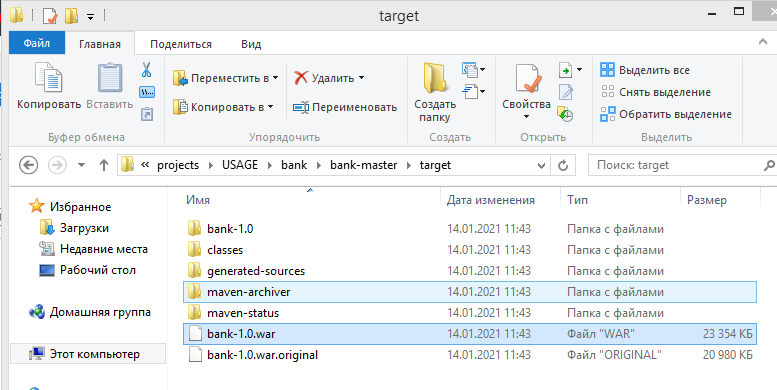 target
Файл Главная Поделиться Вид
Копировать Вставить Переместить в Удалить Создать папку Свойства Выделить все
Копировать в Переименовать Снять выделение
Обратить выделение
Буфер обмена Упорядочить Создать Открыть Выделить
projects USAGE bank bank-master target Поиск: target
Имя Дата изменения Тип Размер
Избранное
Загрузки
Недавние места
Рабочий стол
Домашняя группа
Этот компьютер
bank-1.0 14.01.2021 11:43 Папка с файлами
classes 14.01.2021 11:43 Папка с файлами
generated-sources 14.01.2021 11:43 Папка с файлами
maven-archiver 14.01.2021 11:43 Папка с файлами
maven-status 14.01.2021 11:43 Папка с файлами
bank-1.0.war 14.01.2021 11:43 Файл "WAR" 23 354 КБ
bank-1.0.war.original 14.01.2021 11:43 Файл "ORIGINAL" 20 980 КБ